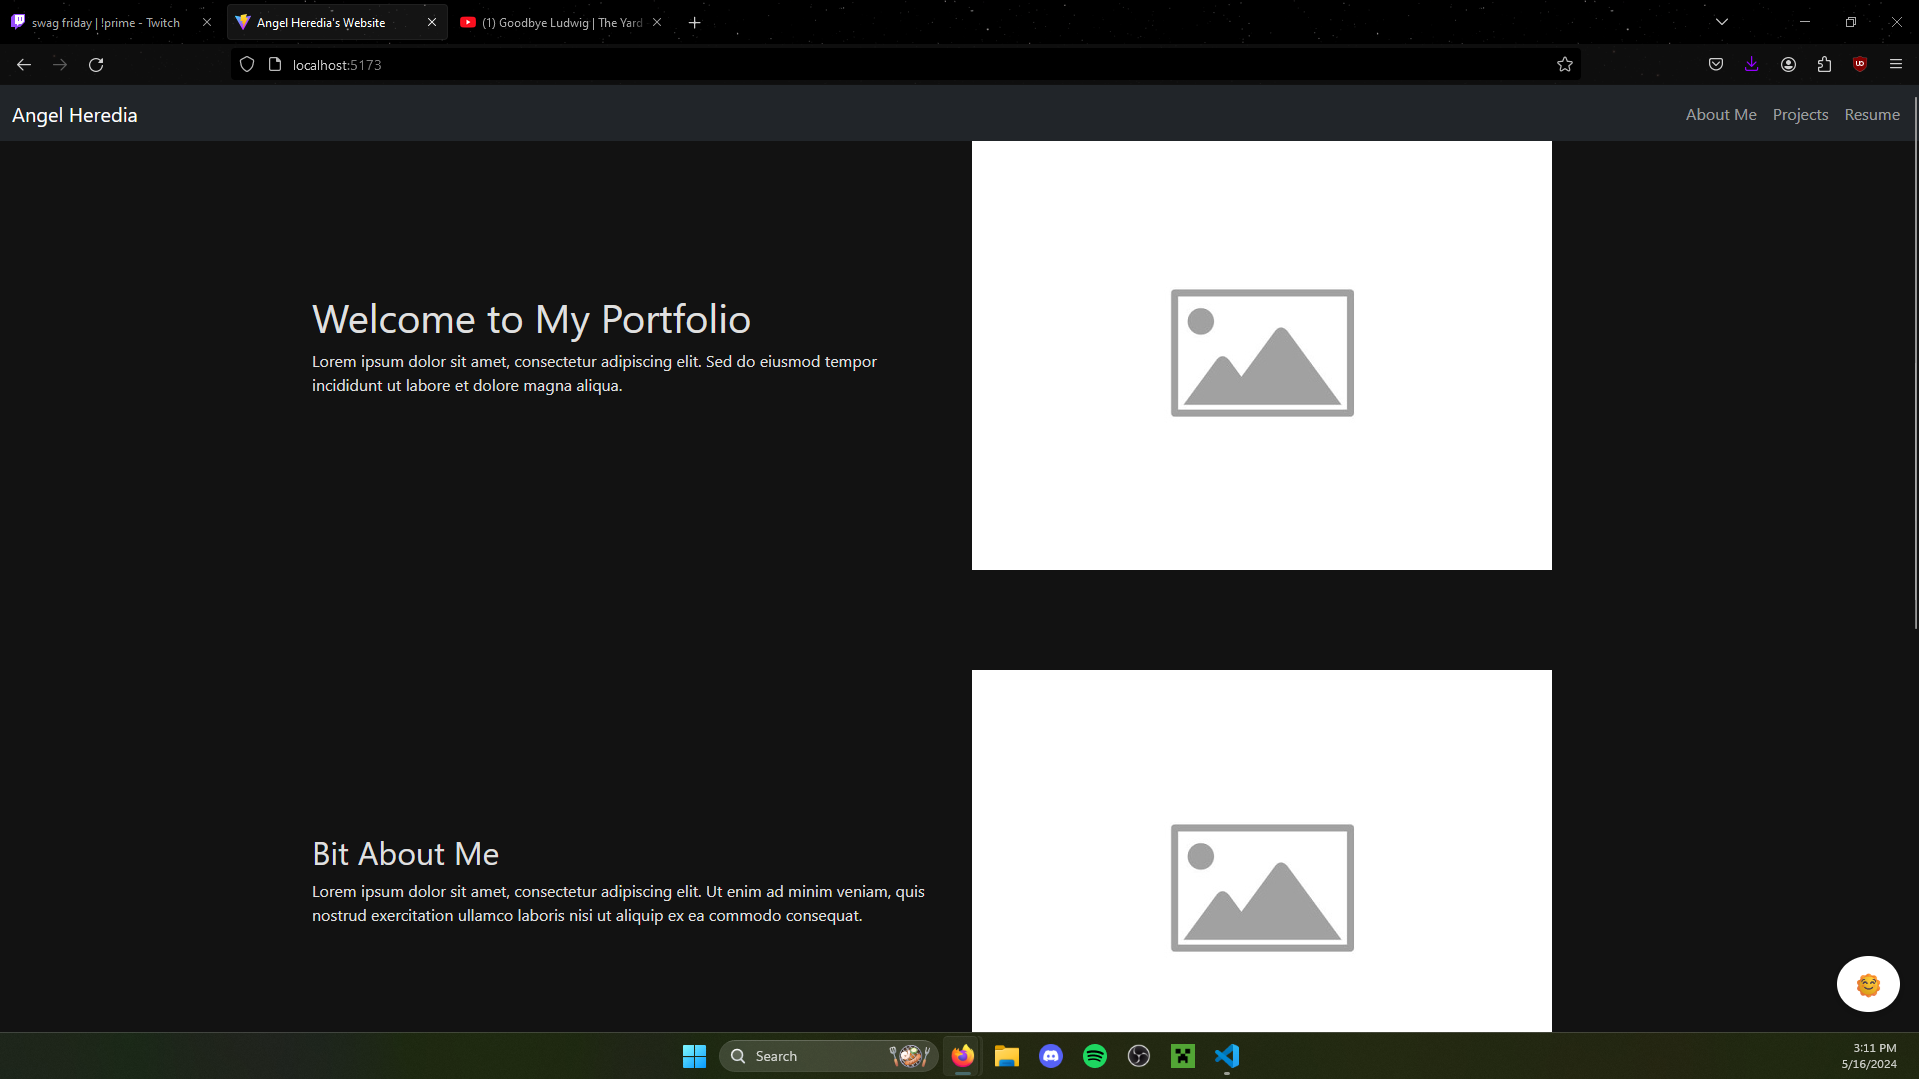 swag friday | !prime - Twitch
Angel Heredia's Website
(1) Goodbye Ludwig | The Yard
localhost:5173
UD
Angel Heredia
About Me
Projects
Resume
Welcome to My Portfolio
Lorem ipsum dolor sit amet, consectetur adipiscing elit. Sed do eiusmod tempor
incididunt ut labore et dolore magna aliqua.
Bit About Me
Lorem ipsum dolor sit amet, consectetur adipiscing elit. Ut enim ad minim veniam, quis
nostrud exercitation ullamco laboris nisi ut aliquip ex ea commodo consequat.
Search
3:11 PM
5/16/2024